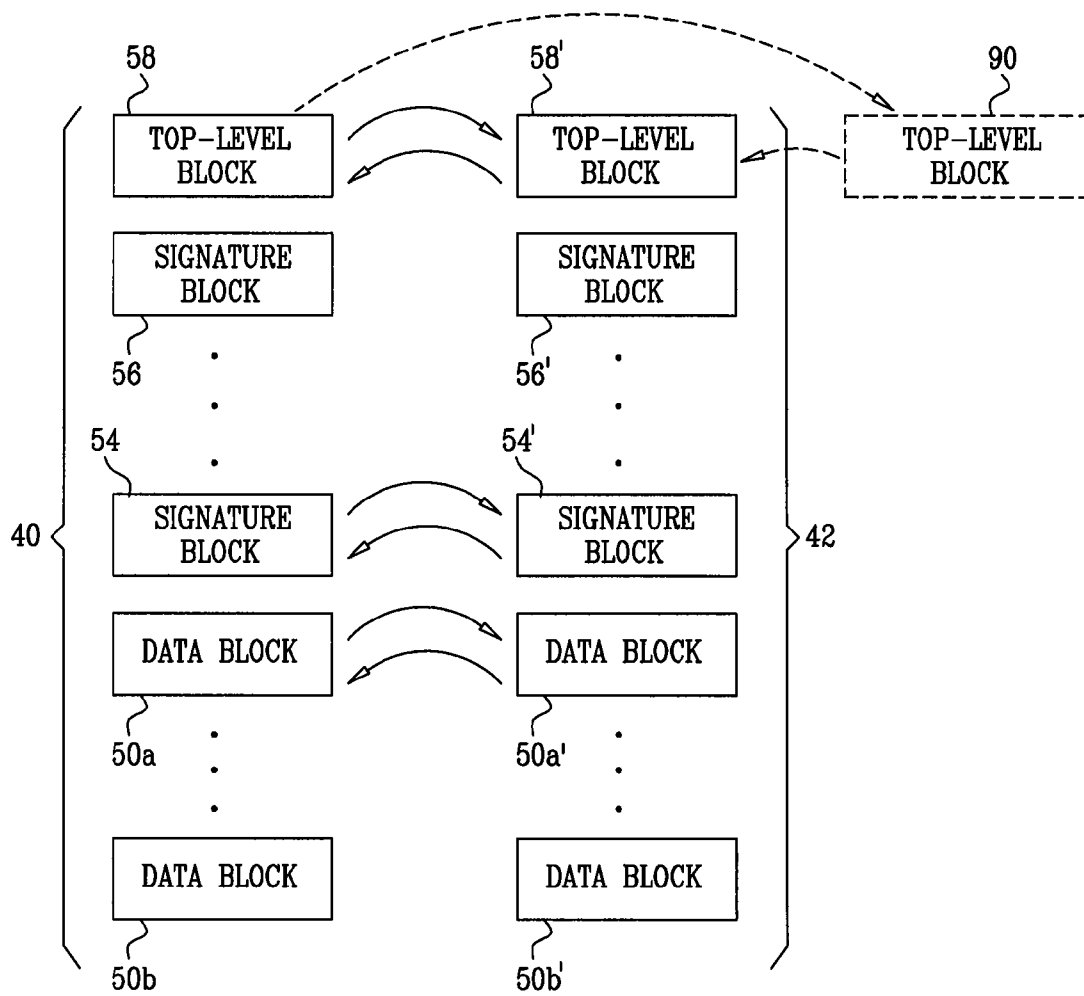 58
58'
90
TOP-LEVEL
BLOCK
TOP-LEVEL
BLOCK
TOP-LEVEL
BLOCK
SIGNATURE
BLOCK
SIGNATURE
BLOCK
56
56'
54
54'
SIGNATURE
BLOCK
SIGNATURE
BLOCK
40
42
DATA BLOCK
DATA BLOCK
50a
50a'
DATA BLOCK
DATA BLOCK
50b
50b'